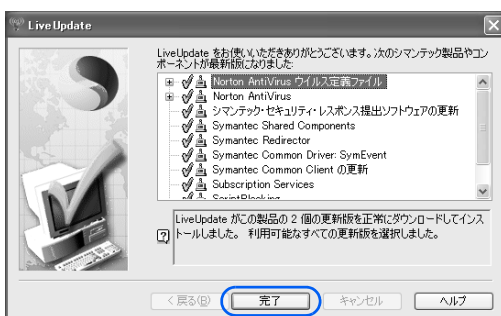 LiveUpdate
LiveUpdate をお使いいただきありがとうございます。次のシマンテック製品やコン
ポーネントが最新版になりました:
Norton AntiVirus ウイルス定義ファイル
Norton AntiVirus
シマンテック・セキュリティ・レスポンス提出ソフトウェアの更新
Symantec Shared Components
Symantec Redirector
Symantec Common Driver: SymEvent
Symantec Common Client の更新
Subscription Services
ScriptBlocking
LiveUpdate がこの製品の 2 個の更新版を正常にダウンロードしてインス
トールしました。 利用可能なすべての更新版を選択しました。
< 戻る(B) 完了 キャンセル ヘルプ